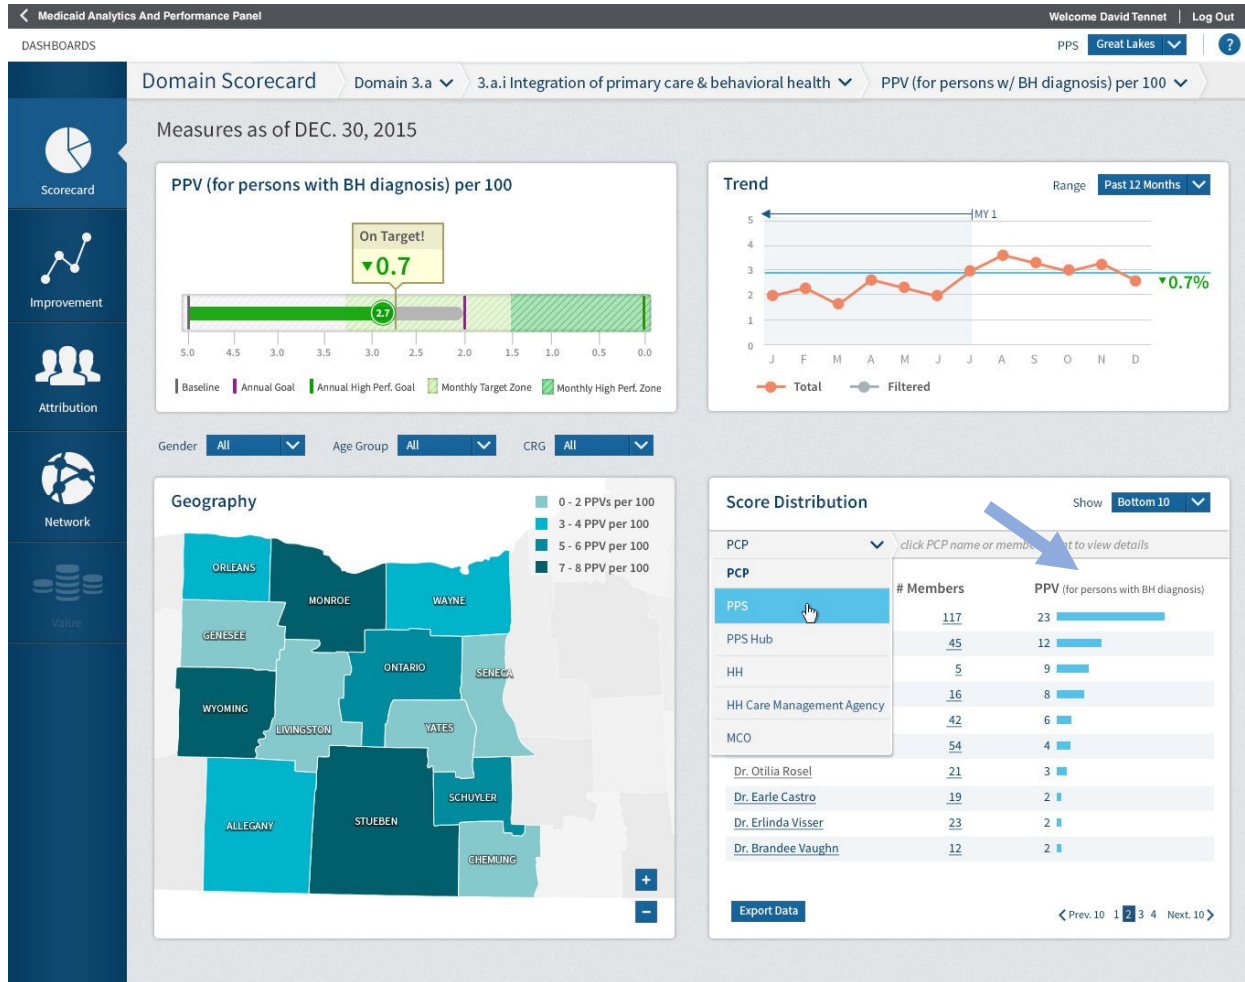 Medicaid Analytics And Performance Panel
Welcome David Tennet | Log Out
DASHBOARDS
PPS Great Lakes
?
Domain Scorecard
Domain 3.a
3.a.i Integration of primary care & behavioral health
PPV (for persons w/ BH diagnosis) per 100
Scorecard
Improvement
Attribution
Network
Value
Measures as of DEC. 30, 2015
PPV (for persons with BH diagnosis) per 100
On Target!
▼0.7
2.7
5.0 4.5 3.0 3.5 3.0 2.5 2.0 1.5 1.0 0.5 0.0
Baseline Annual Goal Annual High Perf. Goal Monthly Target Zone Monthly High Perf. Zone
Trend
Range Past 12 Months
MY 1
5
4
3
2
1
0
▼0.7%
J F M A M J J A S O N D
Total Filtered
Gender All Age Group All CRG All
Geography
0 - 2 PPVs per 100
3 - 4 PPV per 100
5 - 6 PPV per 100
7 - 8 PPV per 100
ORLEANS
MONROE
WAYNE
GENESEE
ONTARIO
SENECA
WYOMING
LIVINGSTON
YATES
SCHUYLER
ALLEGANY
STUEBEN
CHEMUNG
+
−
Score Distribution
Show Bottom 10
PCP
click PCP name or member to view details
PCP
PPS
PPS Hub
HH
HH Care Management Agency
MCO
# Members PPV (for persons with BH diagnosis)
117 23
45 12
5 9
16 8
42 6
54 4
Dr. Otilia Rosel 21 3
Dr. Earle Castro 19 2
Dr. Erlinda Visser 23 2
Dr. Brandee Vaughn 12 2
Export Data
Prev. 10 1 2 3 4 Next. 10